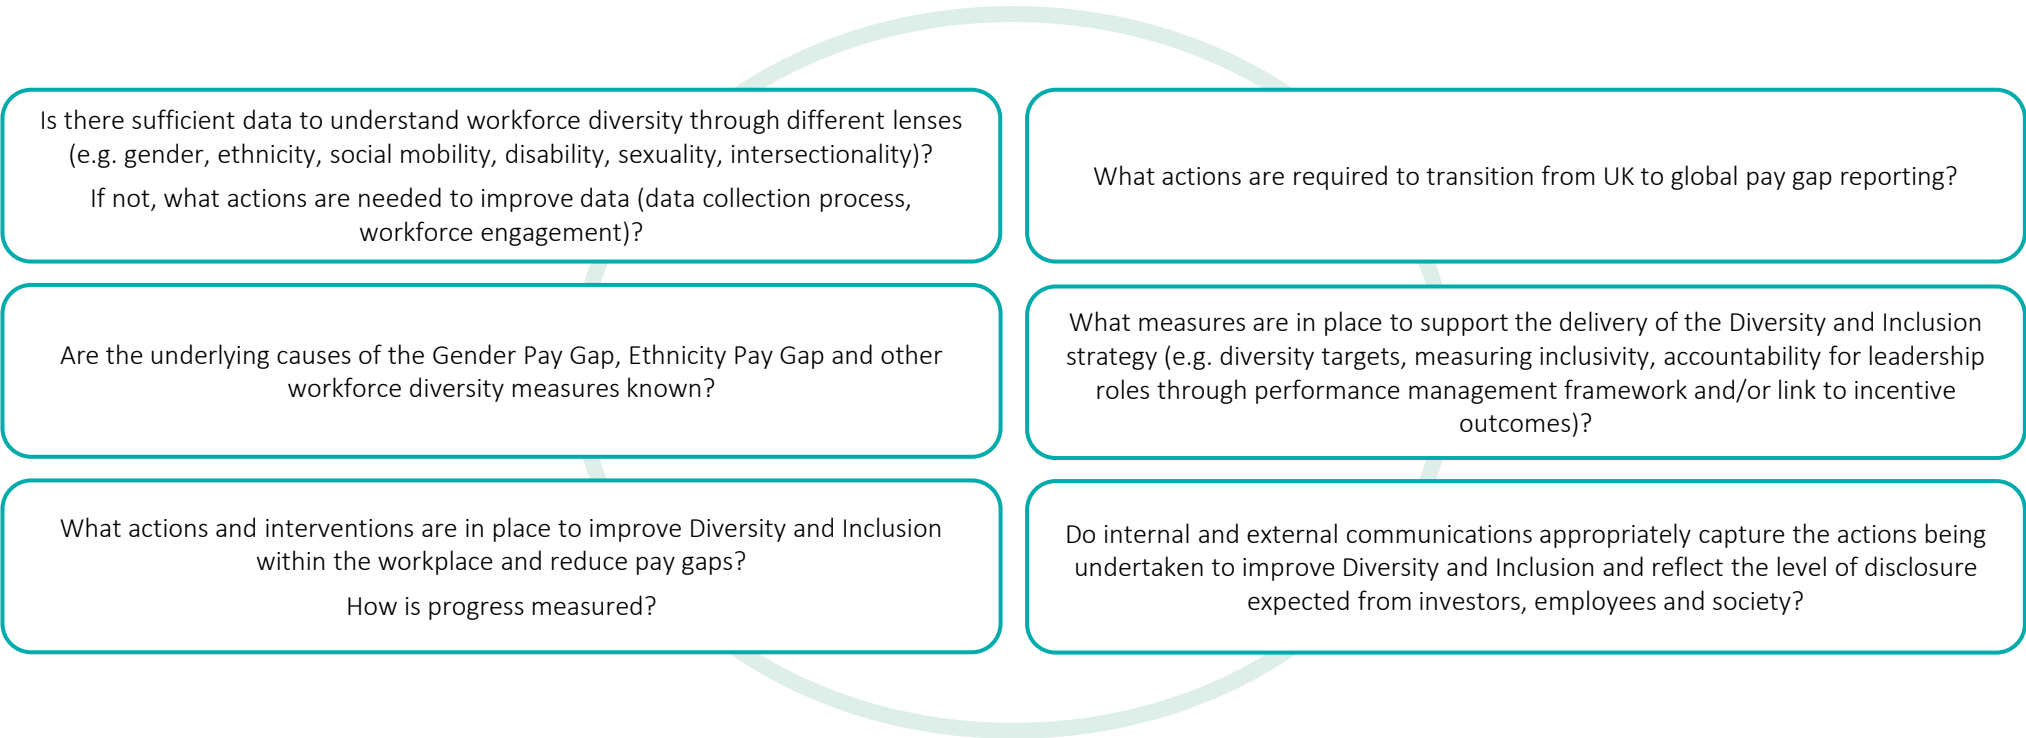 Is there sufficient data to understand workforce diversity through different lenses
(e.g. gender, ethnicity, social mobility, disability, sexuality, intersectionality)?
If not, what actions are needed to improve data (data collection process,
workforce engagement)?
What actions are required to transition from UK to global pay gap reporting?
Are the underlying causes of the Gender Pay Gap, Ethnicity Pay Gap and other
workforce diversity measures known?
What measures are in place to support the delivery of the Diversity and Inclusion
strategy (e.g. diversity targets, measuring inclusivity, accountability for leadership
roles through performance management framework and/or link to incentive
outcomes)?
What actions and interventions are in place to improve Diversity and Inclusion
within the workplace and reduce pay gaps?
How is progress measured?
Do internal and external communications appropriately capture the actions being
undertaken to improve Diversity and Inclusion and reflect the level of disclosure
expected from investors, employees and society?